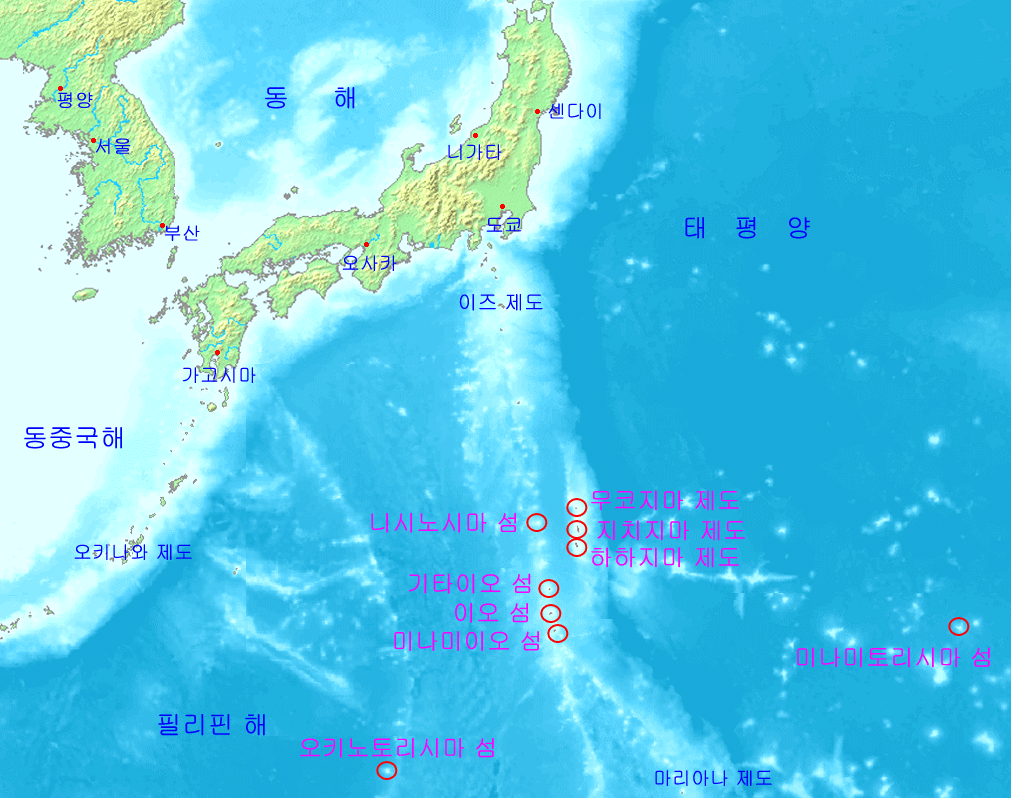 동 해
평양
센다이
서울
니가타
부산
도쿄
태 평 양
오사카
이즈 제도
가고시마
동중국해
무코지마 제도
니시노시마 섬
지치지마 제도
오키나와 제도
하하지마 제도
기타이오 섬
이오 섬
미나미이오 섬
미나미토리시마 섬
필리핀 해
오키노토리시마 섬
마리아나 제도